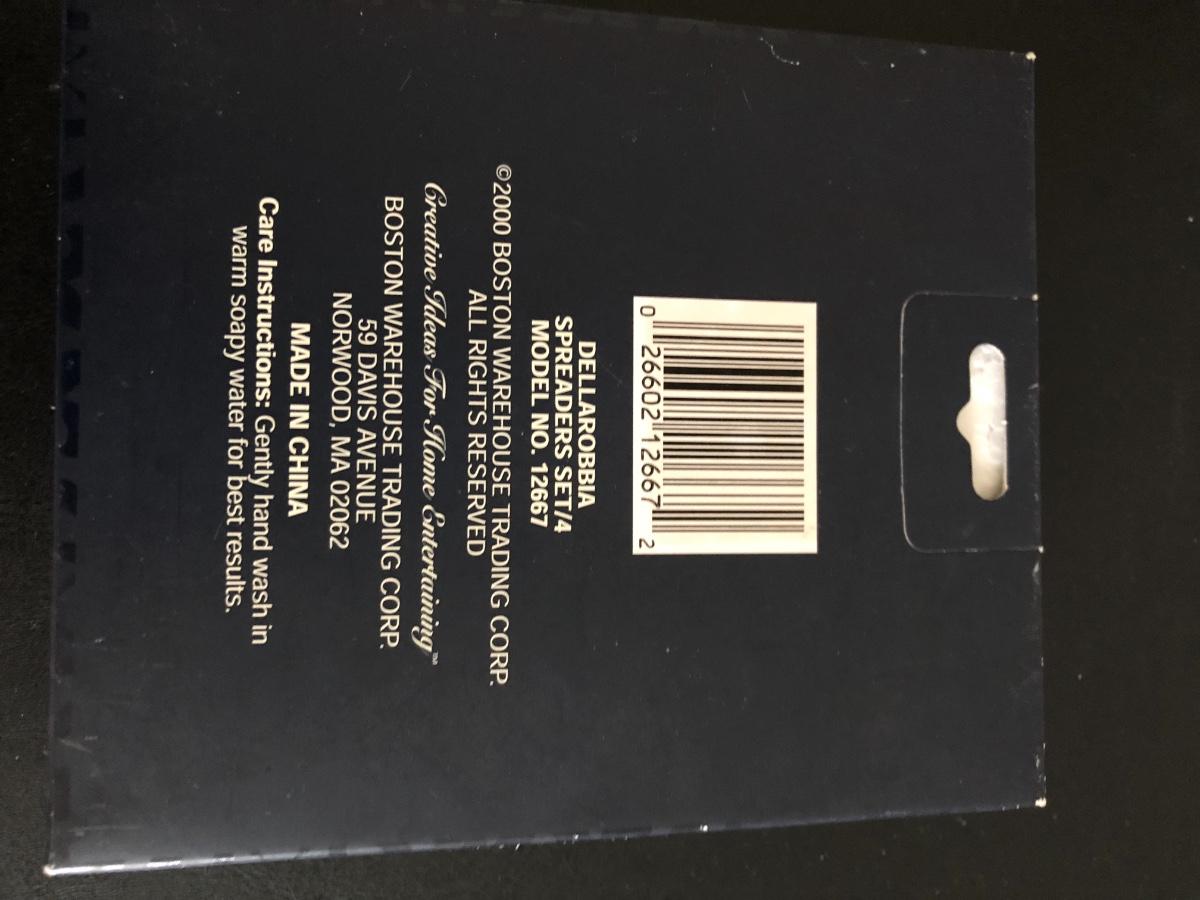 0 26602 12667 2
DELLAROBBIA
SPREADERS SET/4
MODEL NO. 12667
©2000 BOSTON WAREHOUSE TRADING CORP.
ALL RIGHTS RESERVED
Creative Ideas For Home Entertaining™
BOSTON WAREHOUSE TRADING CORP.
59 DAVIS AVENUE
NORWOOD, MA 02062
MADE IN CHINA
Care Instructions: Gently hand wash in
warm soapy water for best results.